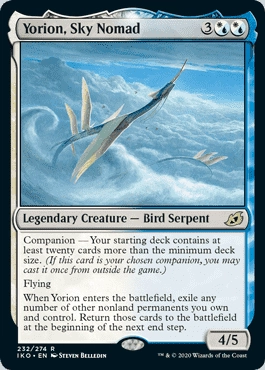 Yorion, Sky Nomad 3
Legendary Creature — Bird Serpent
Companion — Your starting deck contains at
least twenty cards more than the minimum deck
size. (If this card is your chosen companion, you may
cast it once from outside the game.)
Flying
When Yorion enters the battlefield, exile any
number of other nonland permanents you own
and control. Return those cards to the battlefield
at the beginning of the next end step.
4/5
232/274 R
IKO • EN STEVEN BELLEDIN
™ & © 2020 Wizards of the Coast